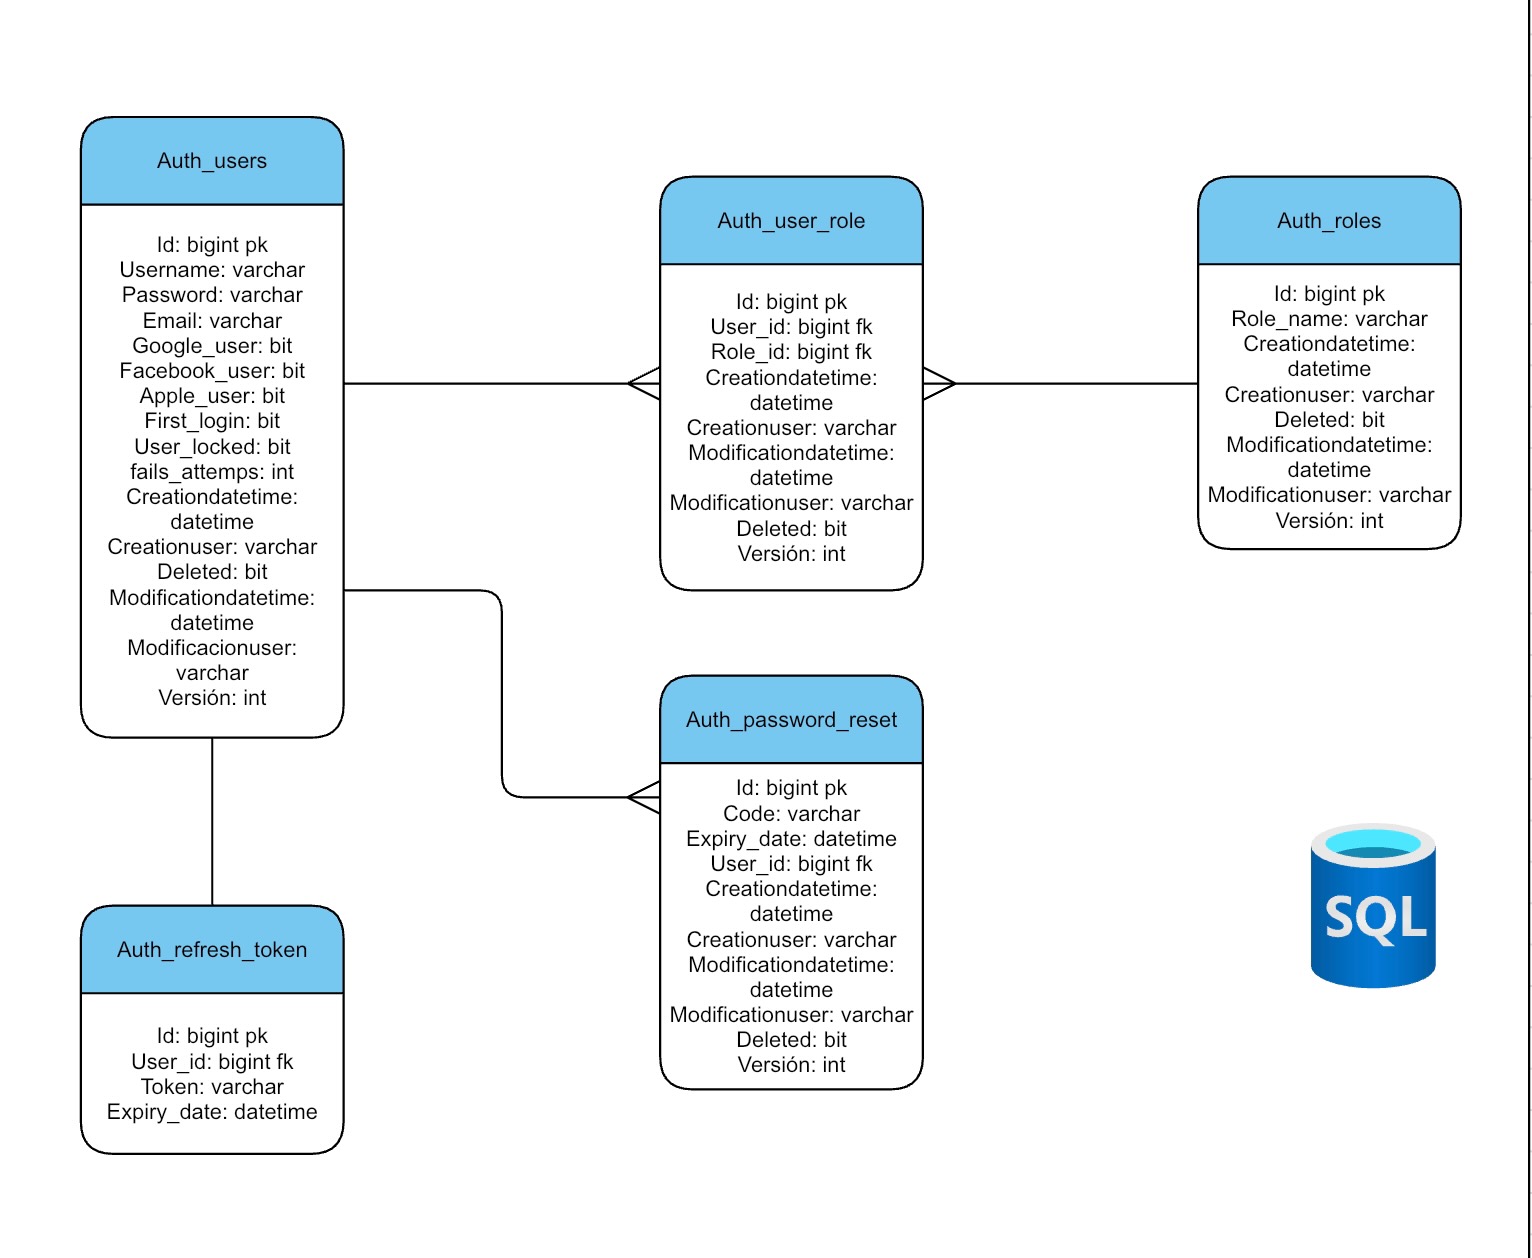 Auth_users
Id: bigint pk
Username: varchar
Password: varchar
Email: varchar
Google_user: bit
Facebook_user: bit
Apple_user: bit
First_login: bit
User_locked: bit
fails_attemps: int
Creationdatetime:
datetime
Creationuser: varchar
Deleted: bit
Modificationdatetime:
datetime
Modificacionuser:
varchar
Versión: int
Auth_user_role
Id: bigint pk
User_id: bigint fk
Role_id: bigint fk
Creationdatetime:
datetime
Creationuser: varchar
Modificationdatetime:
datetime
Modificationuser: varchar
Deleted: bit
Versión: int
Auth_roles
Id: bigint pk
Role_name: varchar
Creationdatetime:
datetime
Creationuser: varchar
Deleted: bit
Modificationdatetime:
datetime
Modificationuser: varchar
Versión: int
Auth_password_reset
Id: bigint pk
Code: varchar
Expiry_date: datetime
User_id: bigint fk
Creationdatetime:
datetime
Creationuser: varchar
Modificationdatetime:
datetime
Modificationuser: varchar
Deleted: bit
Versión: int
Auth_refresh_token
Id: bigint pk
User_id: bigint fk
Token: varchar
Expiry_date: datetime
SQL